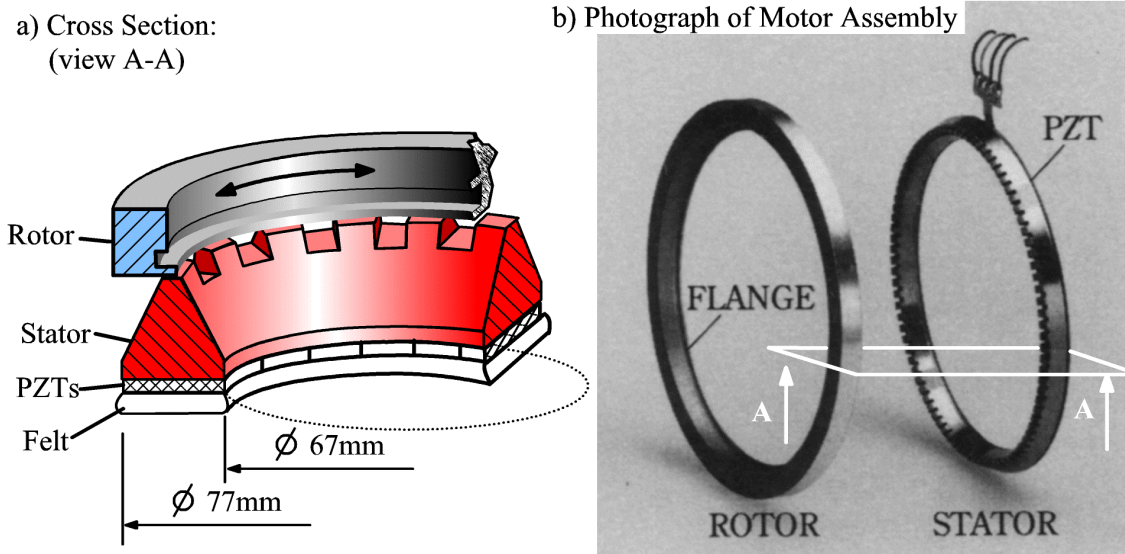 a) Cross Section:
(view A-A)
Rotor
Stator
PZTs
Felt
ϕ 67mm
ϕ 77mm
b) Photograph of Motor Assembly
PZT
FLANGE
A
A
ROTOR
STATOR